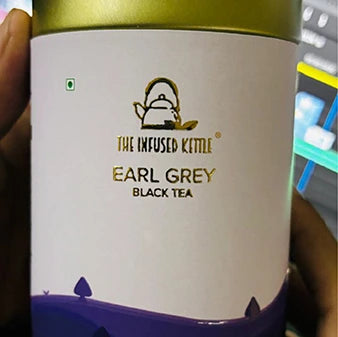 THE INFUSED KETTLE®
EARL GREY
BLACK TEA